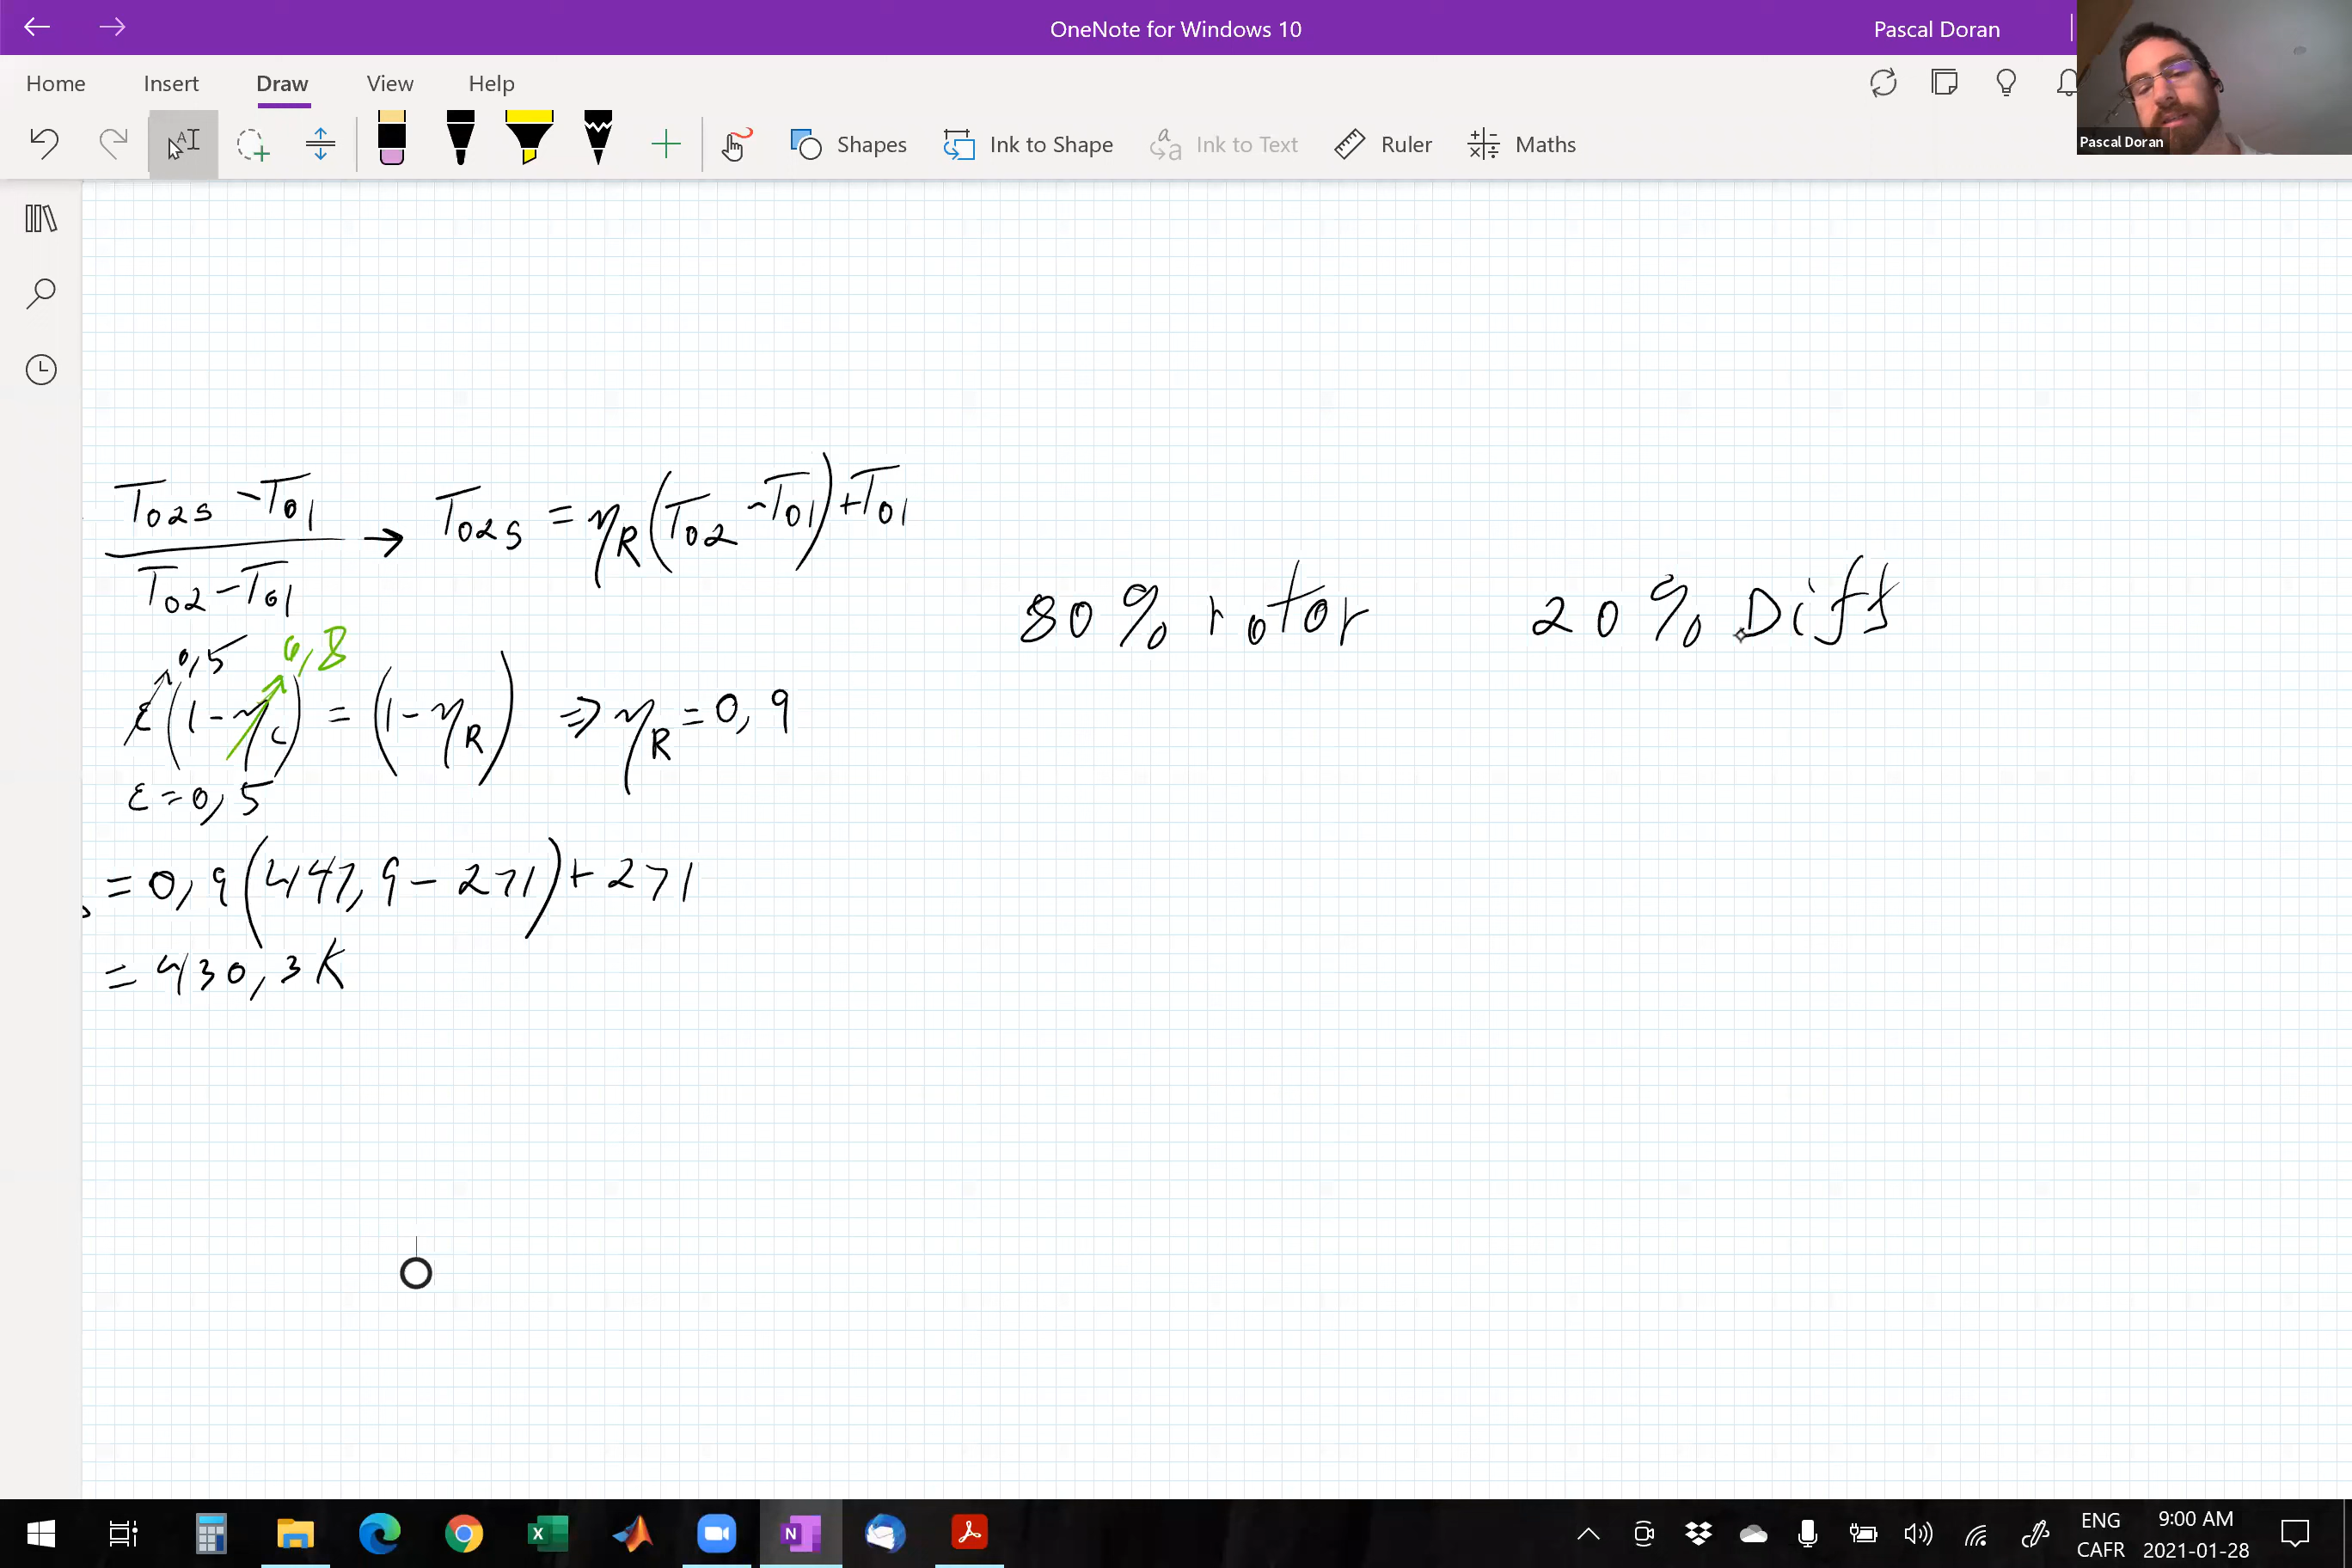 OneNote for Windows 10
Pascal Doran
Home Insert Draw View Help
Shapes Ink to Shape Ink to Text Ruler Maths
Pascal Doran
T02s - T01 / T02 - T01 → T02s = ηR(T02 - T01) + T01
80% rotor 20% Diff
0,5 0,8
ε(1 - ηc) = (1 - ηR) ⇒ ηR = 0,9
ε = 0,5
= 0,9(447,9 - 271) + 271
= 430,3 K
ENG 9:00 AM
CAFR 2021-01-28